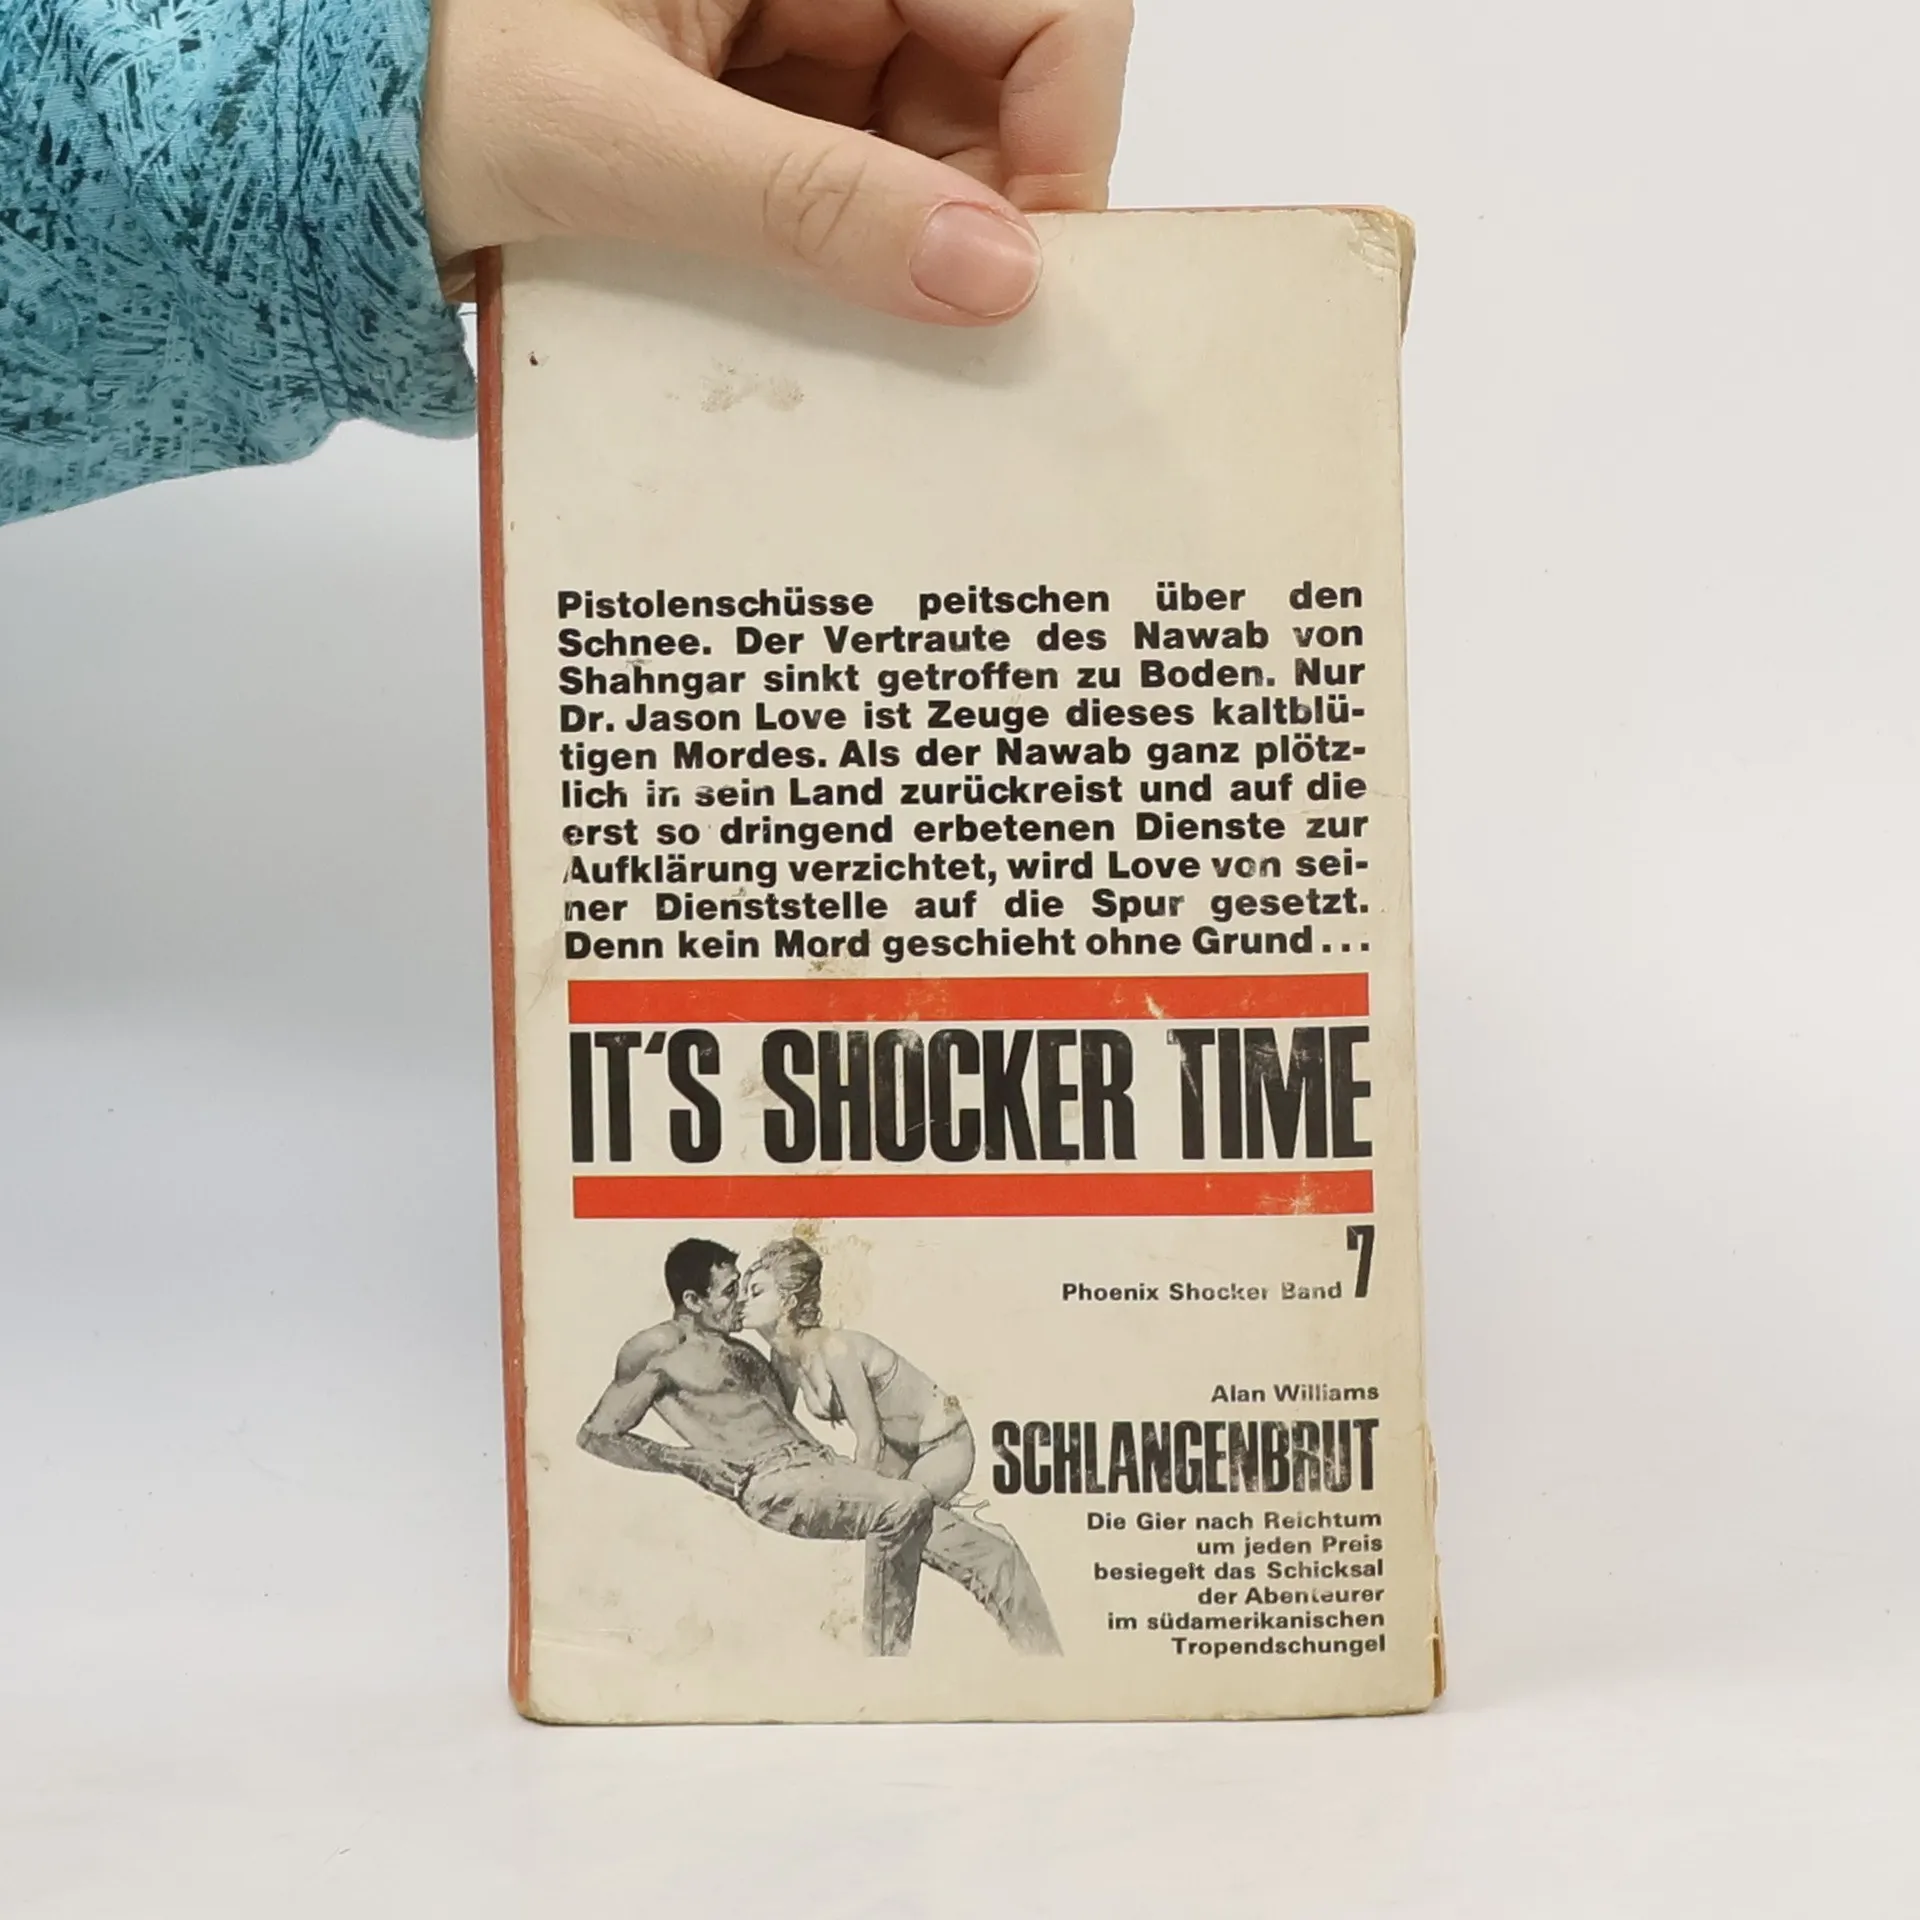 Pistolenschüsse peitschen über den
Schnee. Der Vertraute des Nawab von
Shahngar sinkt getroffen zu Boden. Nur
Dr. Jason Love ist Zeuge dieses kaltblü-
tigen Mordes. Als der Nawab ganz plötz-
lich in sein Land zurückreist und auf die
erst so dringend erbetenen Dienste zur
Aufklärung verzichtet, wird Love von sei-
ner Dienststelle auf die Spur gesetzt.
Denn kein Mord geschieht ohne Grund...
IT'S SHOCKER TIME
Phoenix Shocker Band 7
Alan Williams
SCHLANGENBRUT
Die Gier nach Reichtum
um jeden Preis
besiegelt das Schicksal
der Abenteurer
im südamerikanischen
Tropendschungel